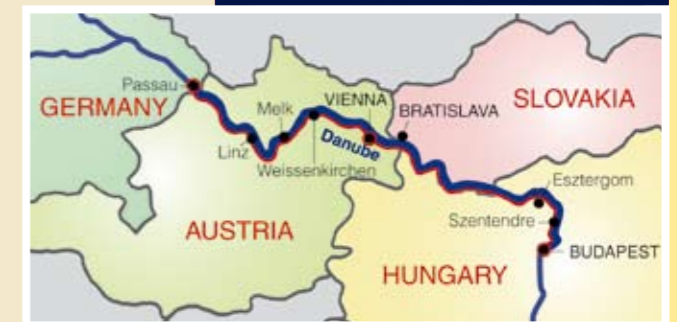 Passau
GERMANY
Melk
VIENNA
BRATISLAVA
SLOVAKIA
Linz
Danube
Weissenkirchen
Esztergom
Szentendre
AUSTRIA
HUNGARY
BUDAPEST